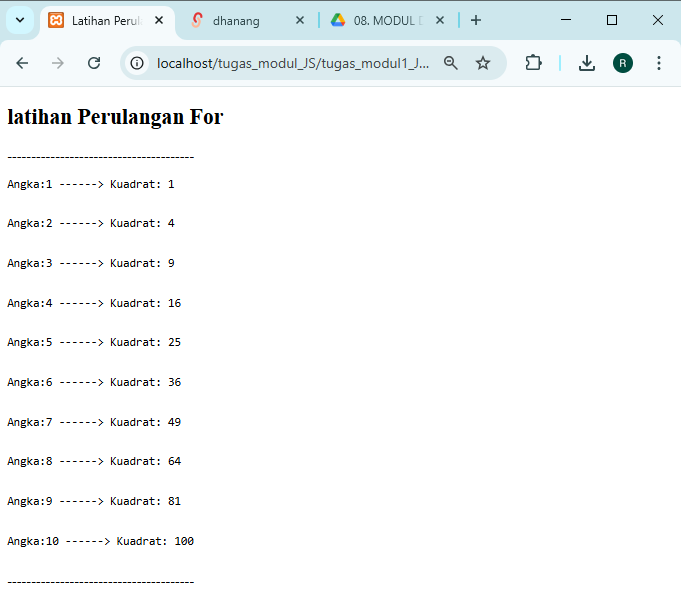 Latihan Perul
dhanang
08. MODUL D
localhost/tugas_modul_JS/tugas_modul1_J...
R
latihan Perulangan For
----------------------------------------
Angka:1 ------> Kuadrat: 1
Angka:2 ------> Kuadrat: 4
Angka:3 ------> Kuadrat: 9
Angka:4 ------> Kuadrat: 16
Angka:5 ------> Kuadrat: 25
Angka:6 ------> Kuadrat: 36
Angka:7 ------> Kuadrat: 49
Angka:8 ------> Kuadrat: 64
Angka:9 ------> Kuadrat: 81
Angka:10 ------> Kuadrat: 100
----------------------------------------